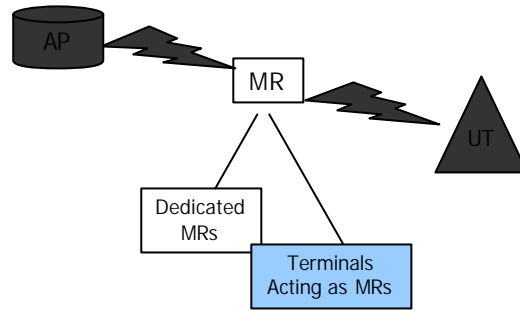 AP
MR
UT
Dedicated
MRs
Terminals
Acting as MRs